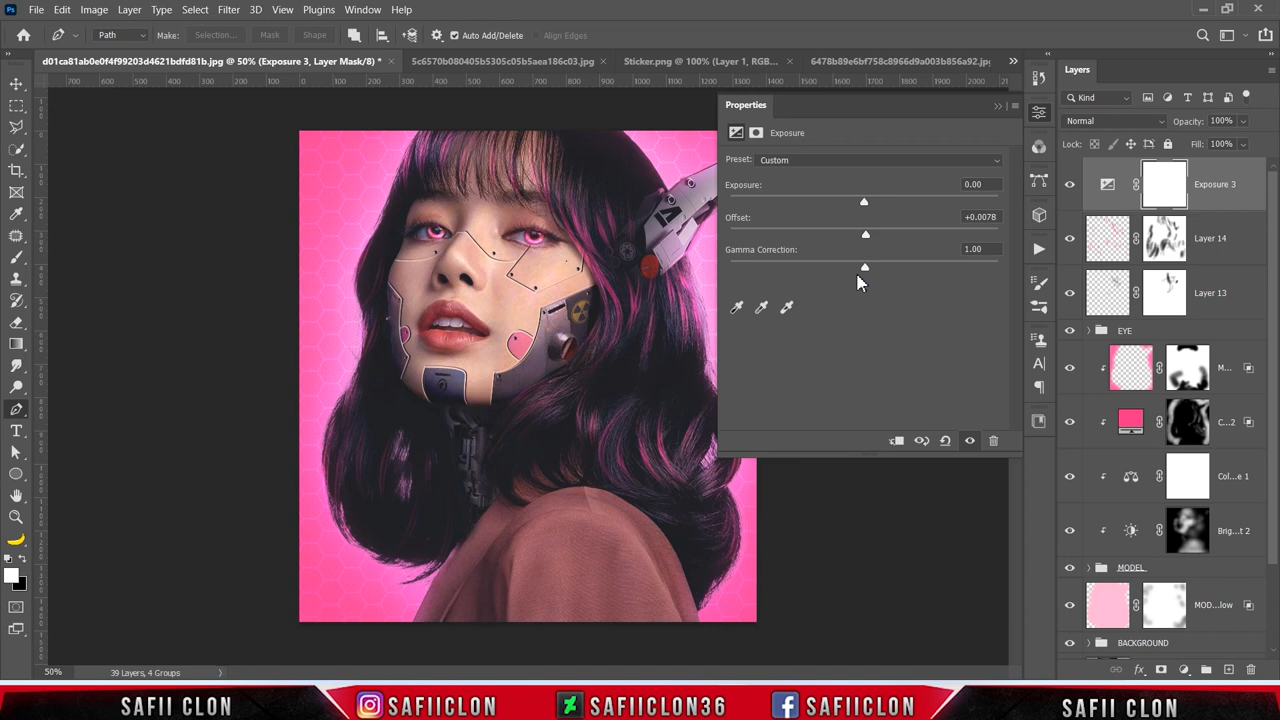 Ps File Edit Image Layer Type Select Filter 3D View Plugins Window Help
Path Make: Selection... Mask Shape Auto Add/Delete Align Edges
d01ca81ab0e0f4f99203d4621bdfd81b.jpg @ 50% (Exposure 3, Layer Mask/8) * 5c6570b080405b5305c05b5aea186c03.jpg Sticker.png @ 100% (Layer 1, RGB... 6478b89e6bf758c8966d9a003b856a92.jpg
Layers
Kind
Normal Opacity: 100%
Lock: Fill: 100%
Properties
Exposure
Preset: Custom
Exposure: 0.00
Offset: +0.0078
Gamma Correction: 1.00
Exposure 3
Layer 14
Layer 13
EYE
M...
C...2
Col...e 1
Brig...t 2
MODEL
MOD...low
BACKGROUND
50% 39 Layers, 4 Groups
SAFII CLON SAFIICLON SAFIICLON36 SAFIICLON SAFII CLON